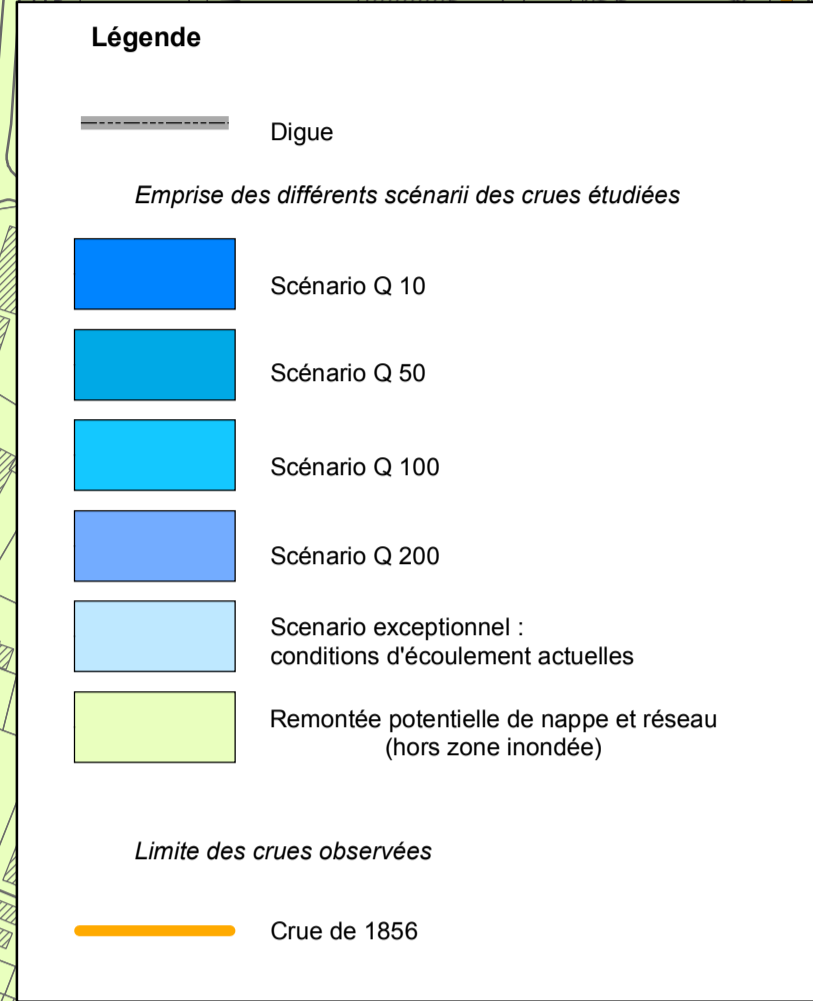 Légende
Digue
Emprise des différents scénarii des crues étudiées
Scénario Q 10
Scénario Q 50
Scénario Q 100
Scénario Q 200
Scenario exceptionnel :
conditions d'écoulement actuelles
Remontée potentielle de nappe et réseau
(hors zone inondée)
Limite des crues observées
Crue de 1856